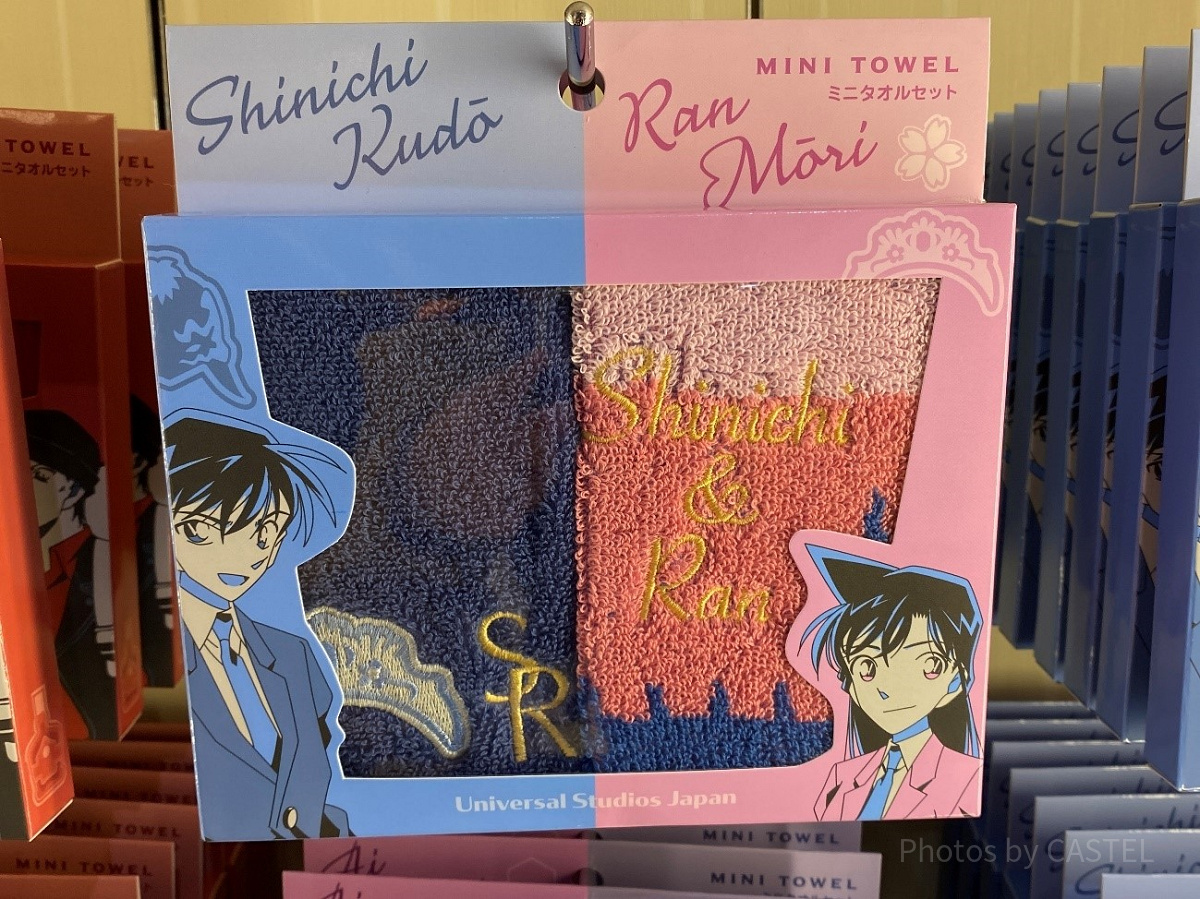 Shinichi
Kudō
Ran
Mōri
MINI TOWEL
ミニタオルセット
Shinichi
&
Ran
SR
Universal Studios Japan
TOWEL
ニタオルセット
MINI TOWEL
MINI TOWEL
Ai
MINI TOWEL
MINI TOWEL
Photos by CASTEL